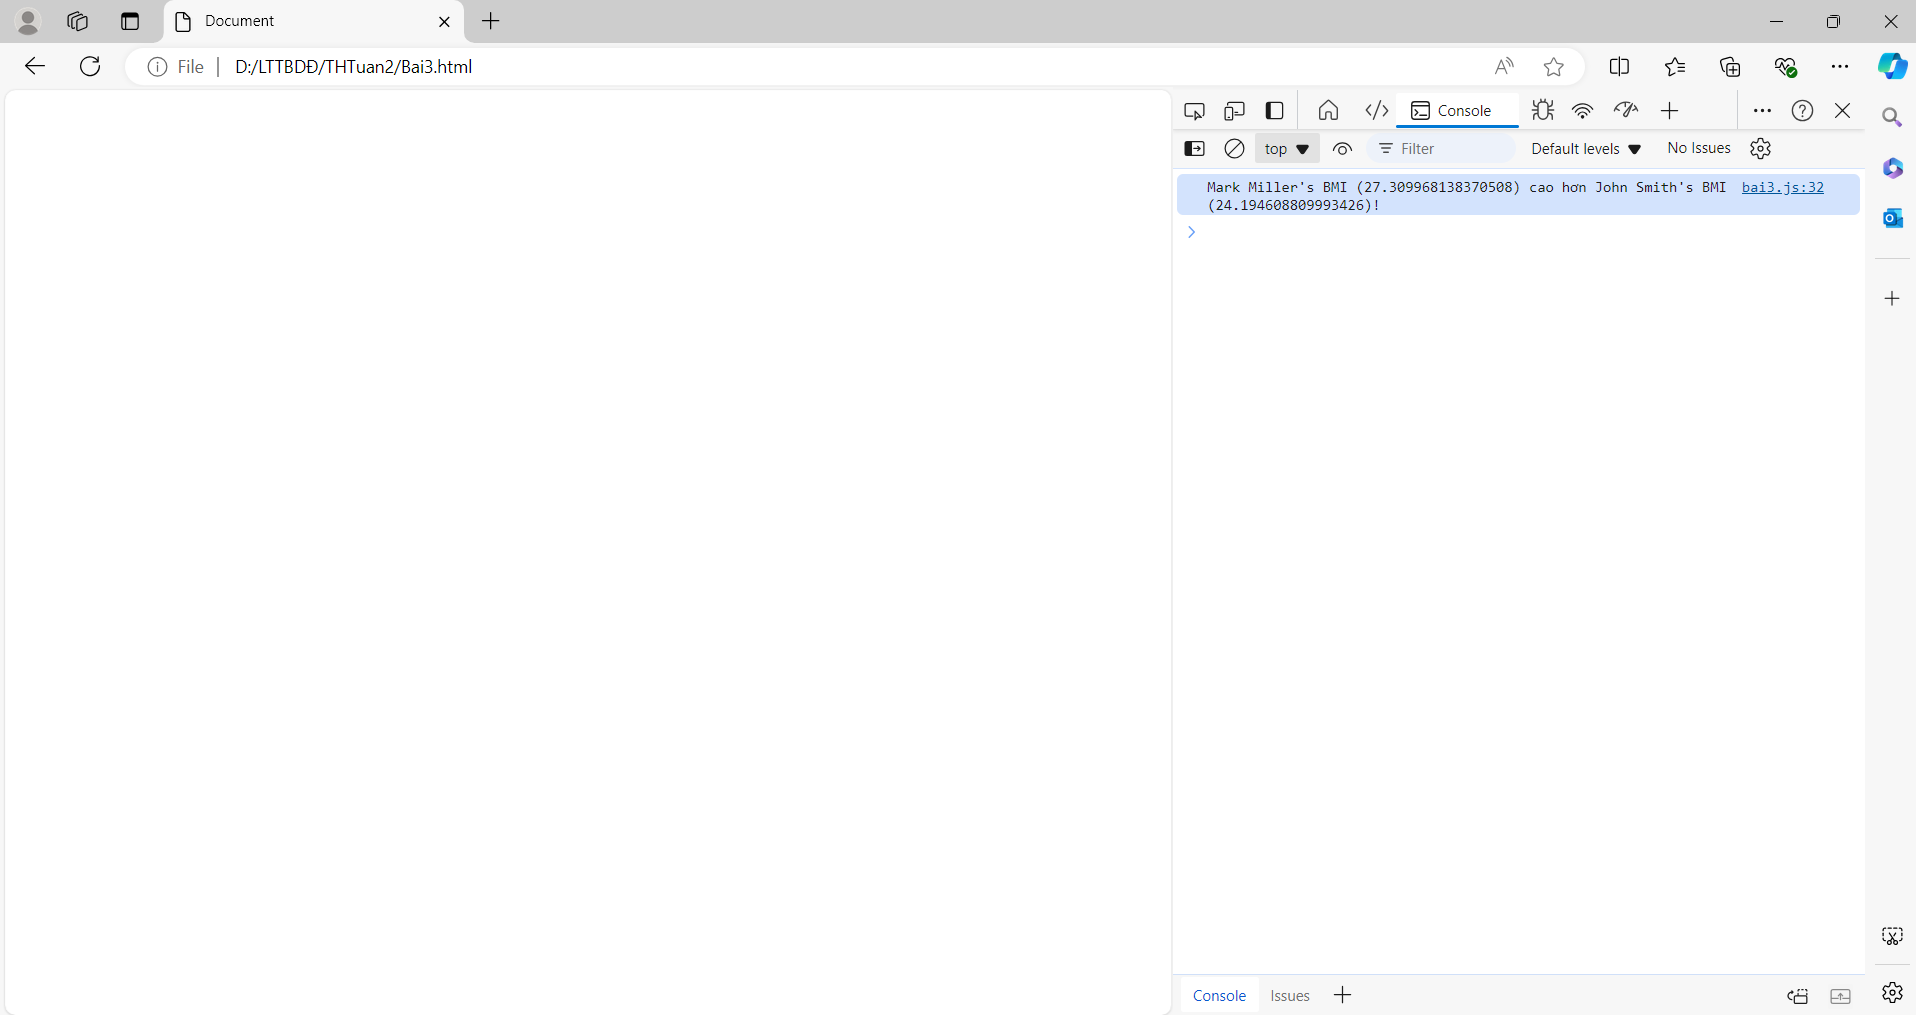 Document
File
D:/LTTBDĐ/THTuan2/Bai3.html
Console
top
Filter
Default levels
No Issues
Mark Miller's BMI (27.309968138370508) cao hơn John Smith's BMI bai3.js:32
(24.194608809993426)!
Console Issues